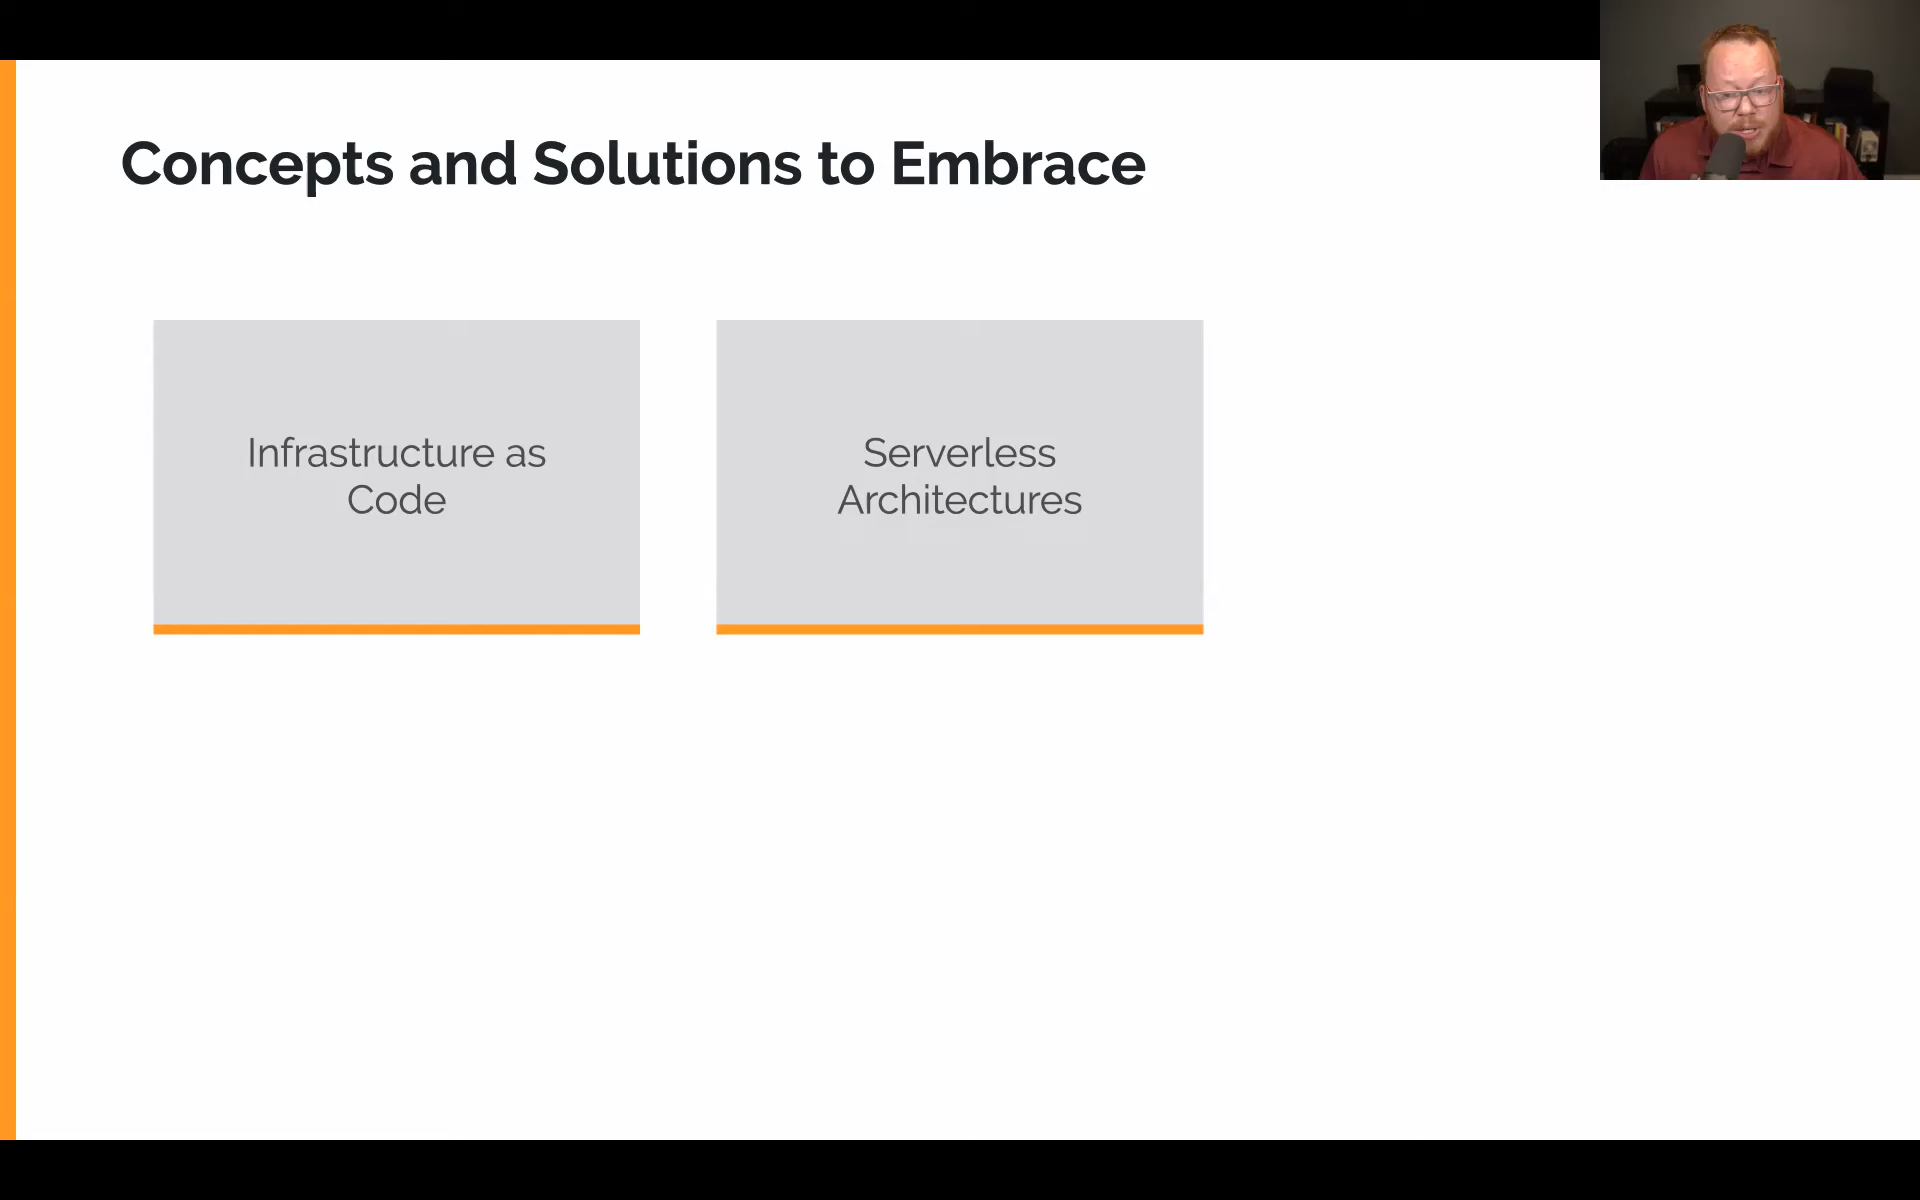 Concepts and Solutions to Embrace
Infrastructure as
Code
Serverless
Architectures